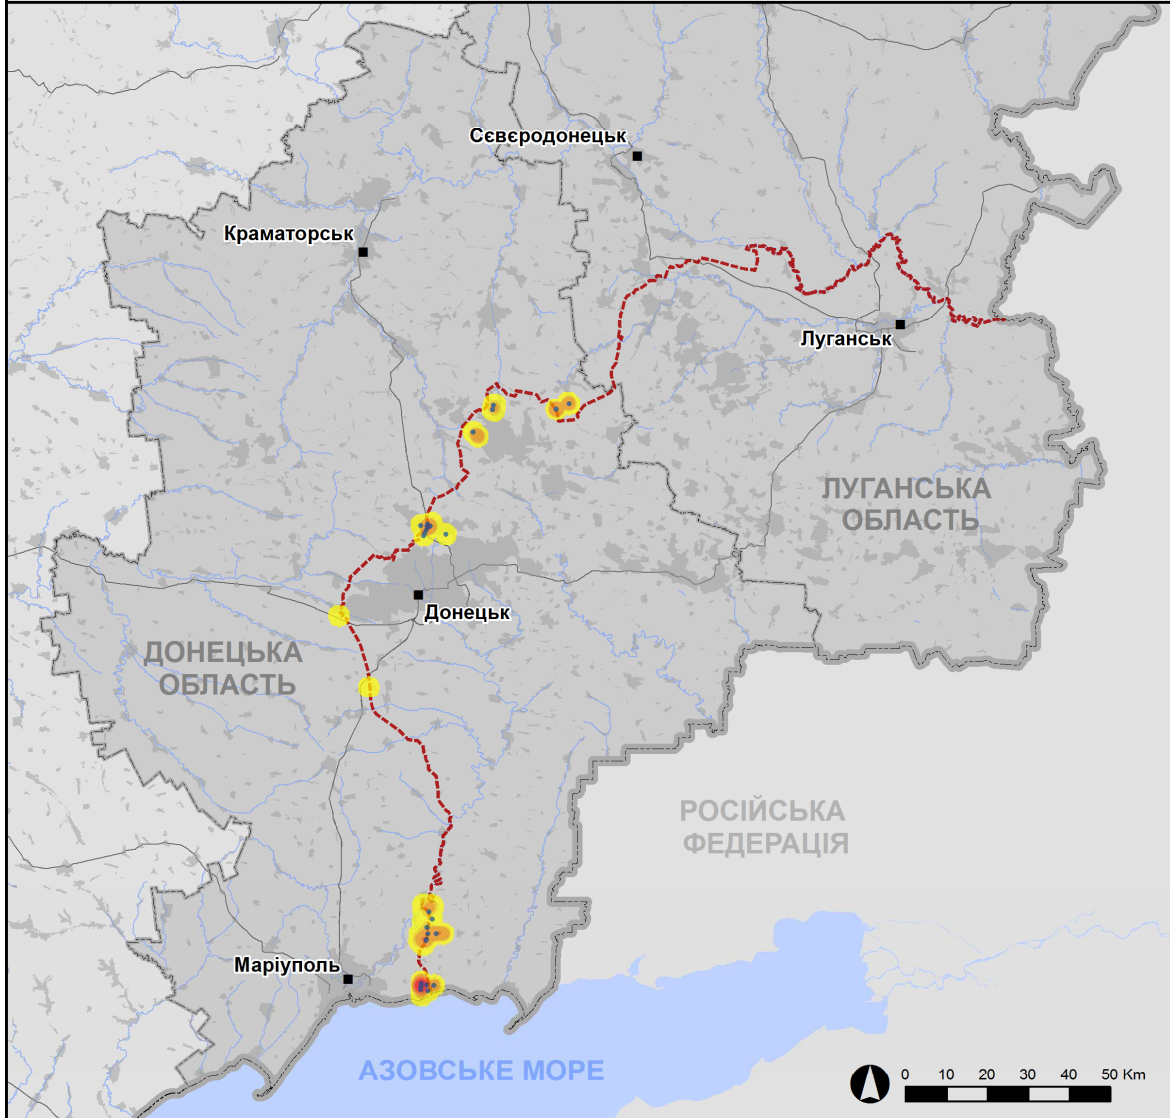 Сєвєродонецьк
Краматорськ
Луганськ
ЛУГАНСЬКА
ОБЛАСТЬ
Донецьк
ДОНЕЦЬКА
ОБЛАСТЬ
РОСІЙСЬКА
ФЕДЕРАЦІЯ
Маріуполь
АЗОВСЬКЕ МОРЕ
0 10 20 30 40 50 Km